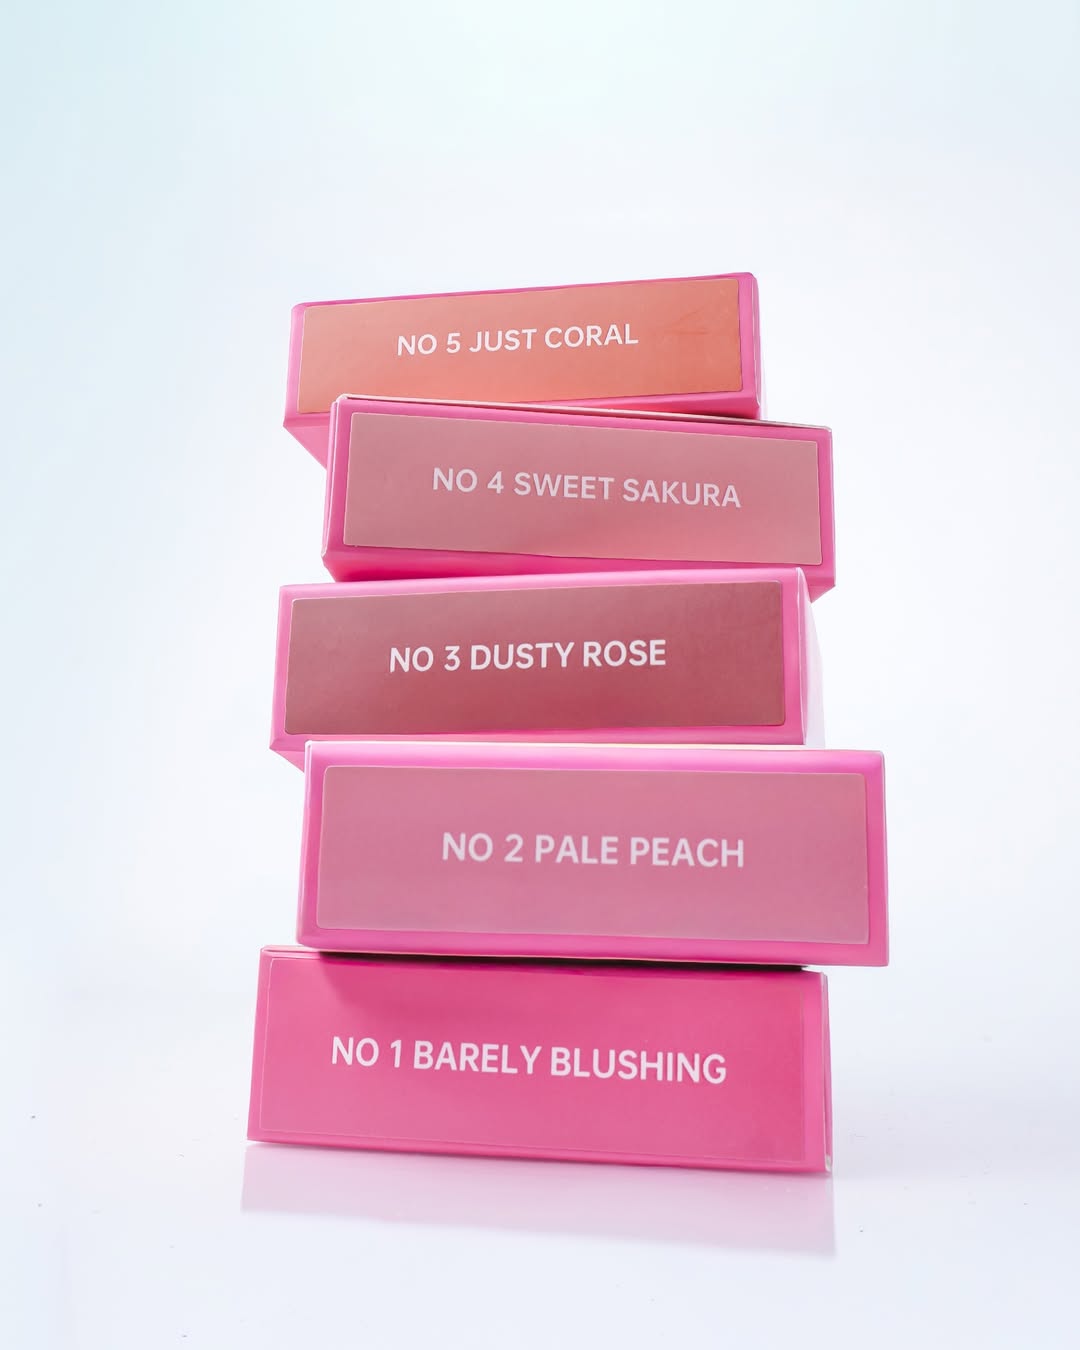 NO 5 JUST CORAL
NO 4 SWEET SAKURA
NO 3 DUSTY ROSE
NO 2 PALE PEACH
NO 1 BARELY BLUSHING